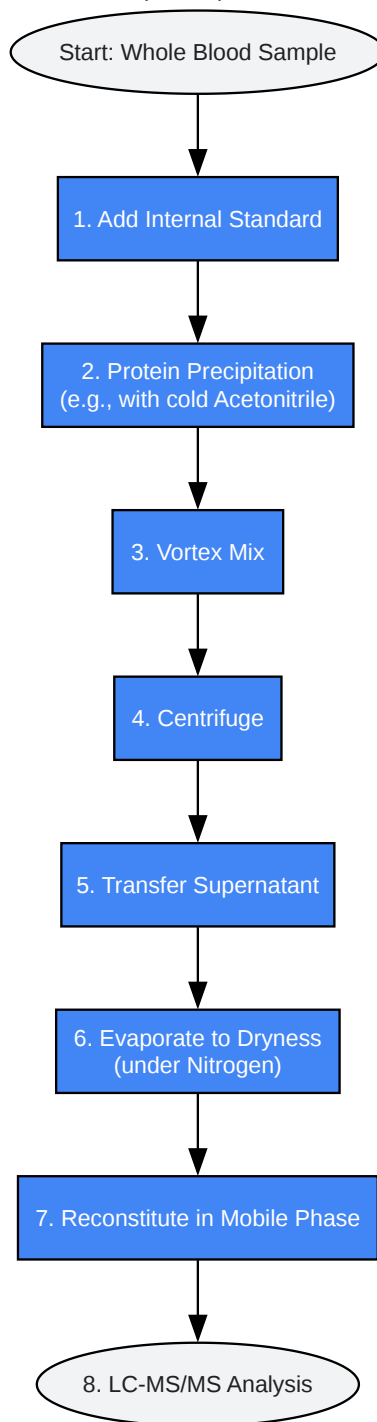 Start: Whole Blood Sample
1. Add Internal Standard
2. Protein Precipitation
(e.g., with cold Acetonitrile)
3. Vortex Mix
4. Centrifuge
5. Transfer Supernatant
6. Evaporate to Dryness
(under Nitrogen)
7. Reconstitute in Mobile Phase
8. LC-MS/MS Analysis